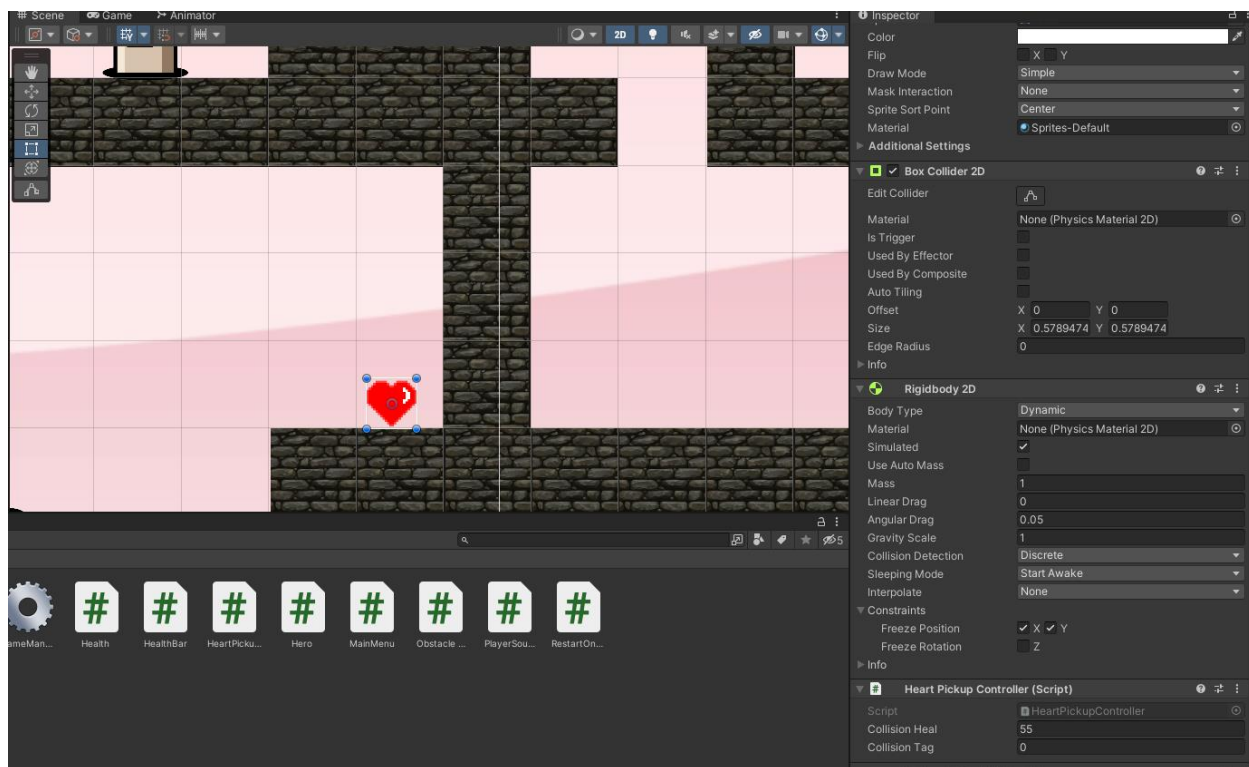 Scene Game Animator
2D
5
ameMan... Health HealthBar HeartPicku... Hero MainMenu Obstacle ... PlayerSou... RestartOn...
Inspector
Color
Flip X Y
Draw Mode Simple
Mask Interaction None
Sprite Sort Point Center
Material Sprites-Default
Additional Settings
Box Collider 2D
Edit Collider
Material None (Physics Material 2D)
Is Trigger
Used By Effector
Used By Composite
Auto Tiling
Offset X 0 Y 0
Size X 0.5789474 Y 0.5789474
Edge Radius 0
Info
Rigidbody 2D
Body Type Dynamic
Material None (Physics Material 2D)
Simulated
Use Auto Mass
Mass 1
Linear Drag 0
Angular Drag 0.05
Gravity Scale 1
Collision Detection Discrete
Sleeping Mode Start Awake
Interpolate None
Constraints
Freeze Position X Y
Freeze Rotation Z
Info
# Heart Pickup Controller (Script)
Script HeartPickupController
Collision Heal 55
Collision Tag 0